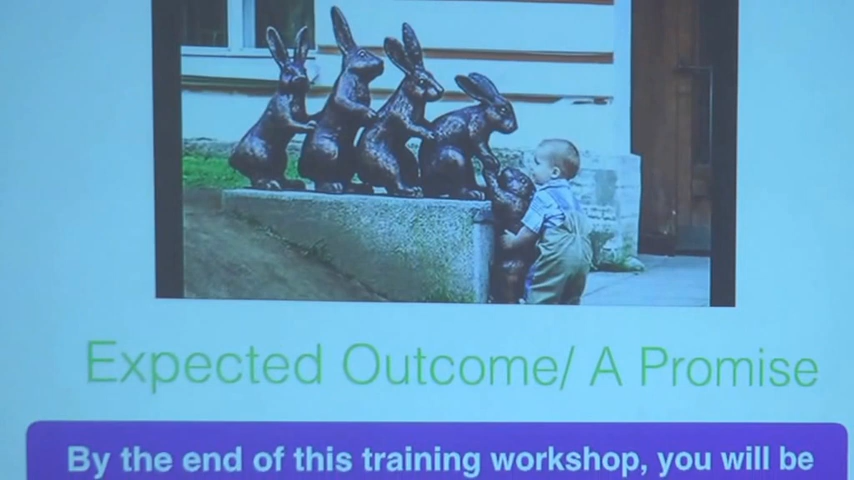 Expected Outcome/ A Promise
By the end of this training workshop, you will be